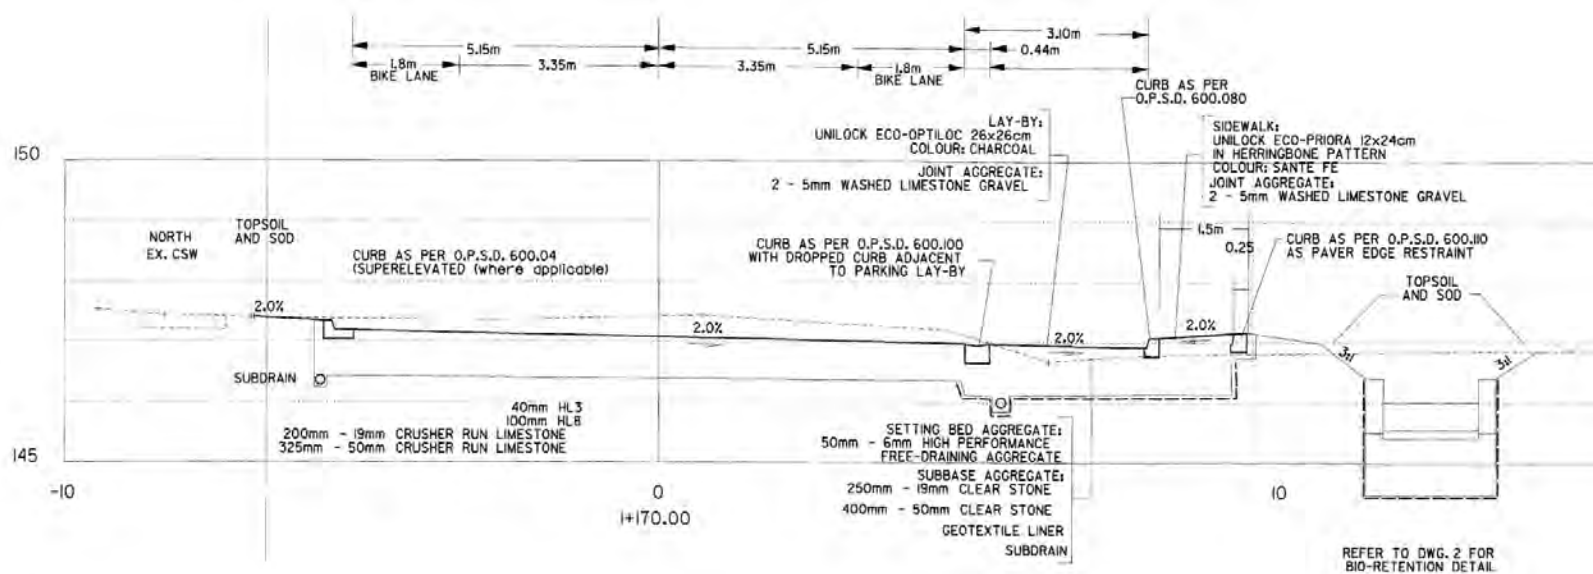 3.10m
5.15m
5.15m
0.44m
1.8m
BIKE LANE
3.35m
3.35m
1.8m
BIKE LANE
CURB AS PER
O.P.S.D. 600.080
LAY-BY:
UNILOCK ECO-OPTILOC 26x26cm
COLOUR: CHARCOAL
JOINT AGGREGATE:
2 - 5mm WASHED LIMESTONE GRAVEL
SIDEWALK:
UNILOCK ECO-PRIORA 12x24cm
IN HERRINGBONE PATTERN
COLOUR: SANTE FE
JOINT AGGREGATE:
2 - 5mm WASHED LIMESTONE GRAVEL
150
NORTH
EX. CSW
TOPSOIL
AND SOD
CURB AS PER O.P.S.D. 600.04
(SUPERELEVATED (where applicable)
CURB AS PER O.P.S.D. 600.100
WITH DROPPED CURB ADJACENT
TO PARKING LAY-BY
1.5m
0.25
CURB AS PER O.P.S.D. 600.110
AS PAVER EDGE RESTRAINT
TOPSOIL
AND SOD
2.0%
2.0%
2.0%
2.0%
3:1
3:1
SUBDRAIN
40mm HL3
100mm HL8
200mm - 19mm CRUSHER RUN LIMESTONE
325mm - 50mm CRUSHER RUN LIMESTONE
SETTING BED AGGREGATE:
50mm - 6mm HIGH PERFORMANCE
FREE-DRAINING AGGREGATE
SUBBASE AGGREGATE:
250mm - 19mm CLEAR STONE
400mm - 50mm CLEAR STONE
GEOTEXTILE LINER
SUBDRAIN
145
-10
0
10
1+170.00
REFER TO DWG. 2 FOR
BIO-RETENTION DETAIL